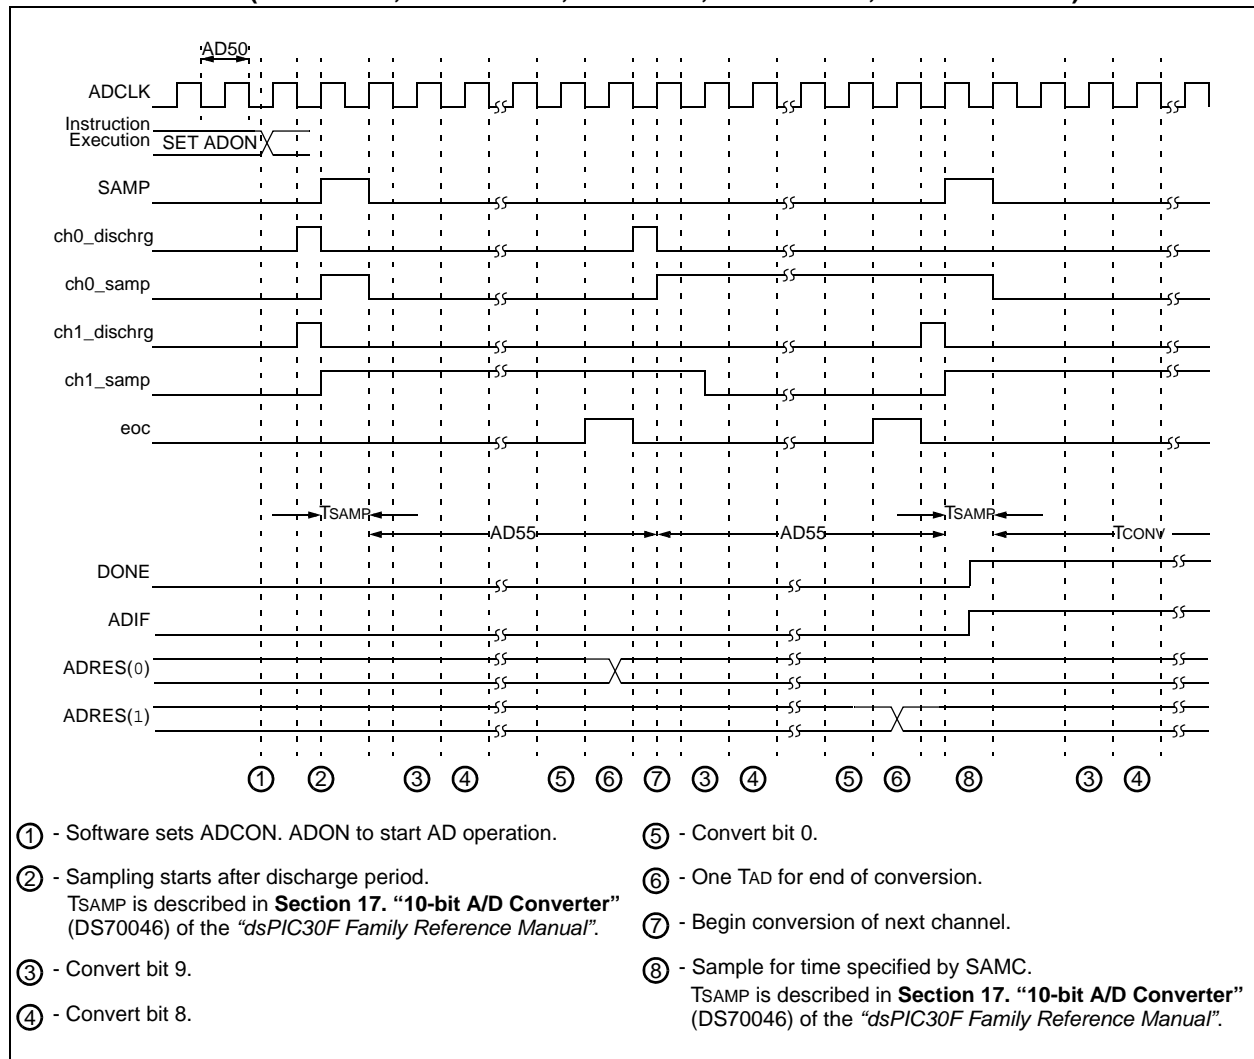 AD50
ADCLK
Instruction
Execution SET ADON
SAMP
ch0_dischrg
ch0_samp
ch1_dischrg
ch1_samp
eoc
TSAMP TSAMP
AD55 AD55 TCONV
DONE
ADIF
ADRES(0)
ADRES(1)
1 2 3 4 5 6 7 3 4 5 6 8 3 4
1 - Software sets ADCON. ADON to start AD operation.
2 - Sampling starts after discharge period.
TSAMP is described in Section 17. “10-bit A/D Converter”
(DS70046) of the “dsPIC30F Family Reference Manual”.
3 - Convert bit 9.
4 - Convert bit 8.
5 - Convert bit 0.
6 - One TAD for end of conversion.
7 - Begin conversion of next channel.
8 - Sample for time specified by SAMC.
TSAMP is described in Section 17. “10-bit A/D Converter”
(DS70046) of the “dsPIC30F Family Reference Manual”.